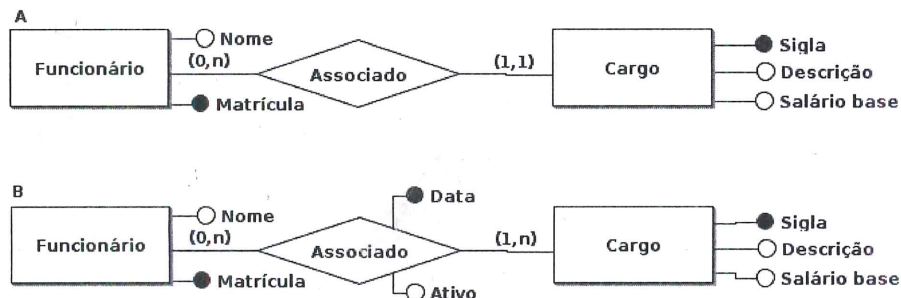 A
Nome
Sigla
Funcionário
(0,n)
Associado
(1,1)
Cargo
Descrição
Matrícula
Salário base
B
Data
Nome
Sigla
Funcionário
(0,n)
Associado
(1,n)
Cargo
Descrição
Matrícula
Salário base
Ativo